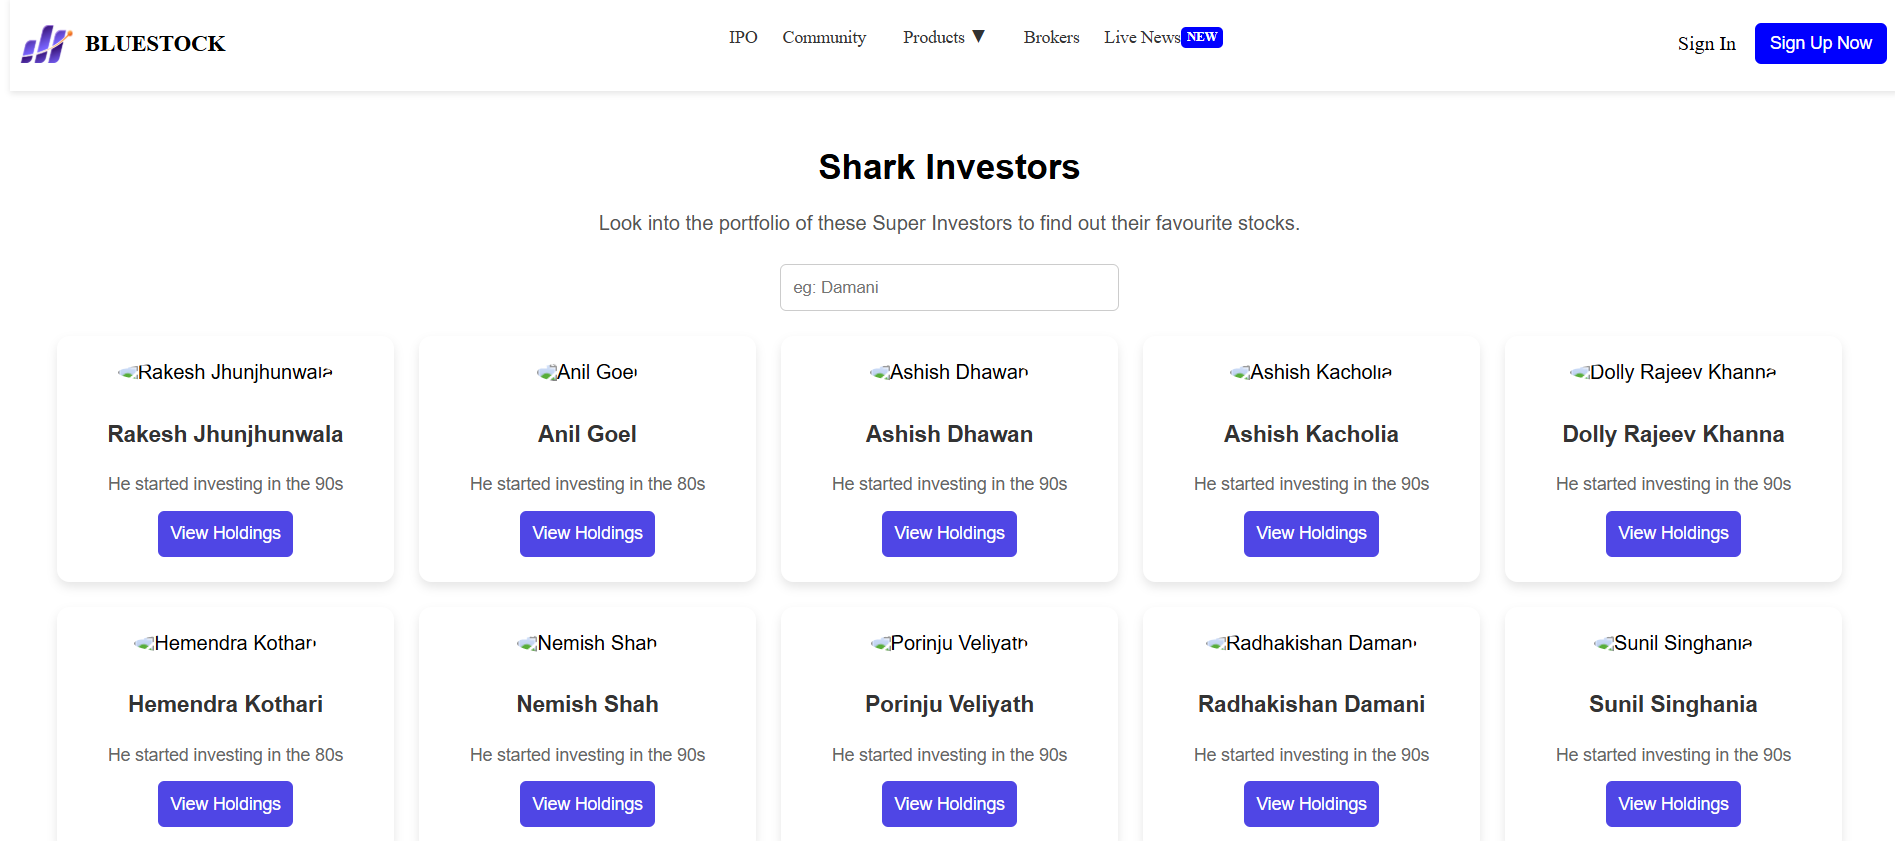 BLUESTOCK
IPO Community Products ▼ Brokers Live News NEW
Sign In Sign Up Now
Shark Investors
Look into the portfolio of these Super Investors to find out their favourite stocks.
eg: Damani
Rakesh Jhunjhunwala Anil Goel Ashish Dhawan Ashish Kacholia Dolly Rajeev Khanna
Rakesh Jhunjhunwala Anil Goel Ashish Dhawan Ashish Kacholia Dolly Rajeev Khanna
He started investing in the 90s He started investing in the 80s He started investing in the 90s He started investing in the 90s He started investing in the 90s
View Holdings View Holdings View Holdings View Holdings View Holdings
Hemendra Kothari Nemish Shah Porinju Veliyath Radhakishan Damani Sunil Singhania
Hemendra Kothari Nemish Shah Porinju Veliyath Radhakishan Damani Sunil Singhania
He started investing in the 80s He started investing in the 90s He started investing in the 90s He started investing in the 90s He started investing in the 90s
View Holdings View Holdings View Holdings View Holdings View Holdings